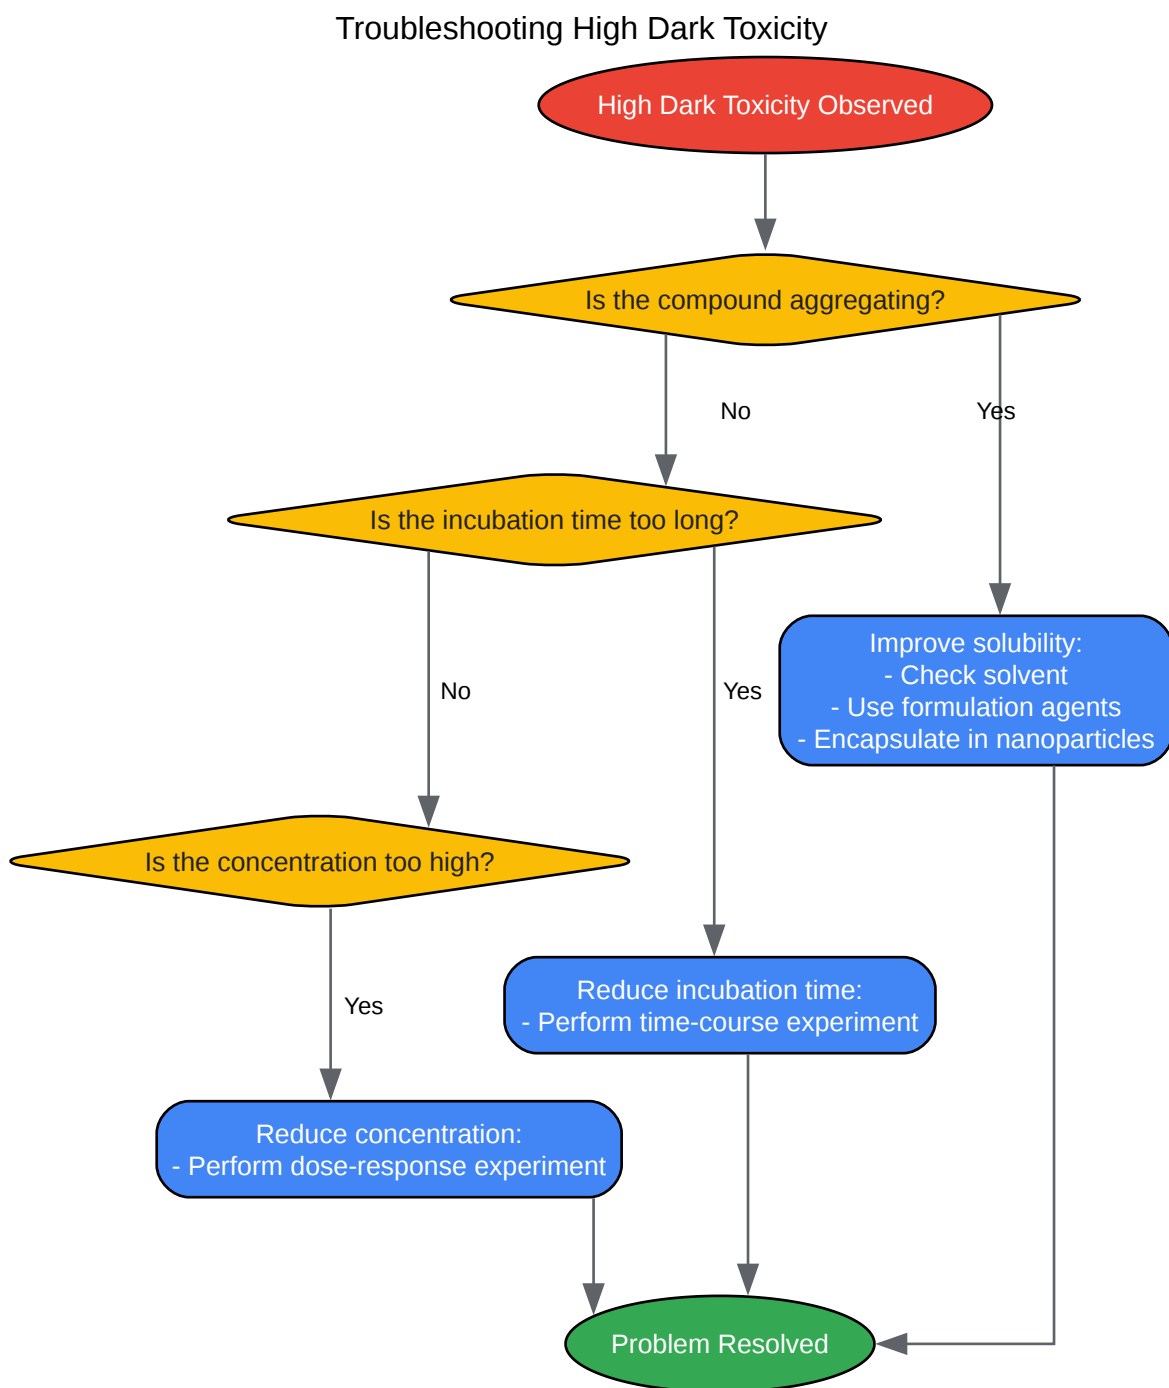 Troubleshooting High Dark Toxicity
High Dark Toxicity Observed
Is the compound aggregating?
No
Yes
Is the incubation time too long?
No
Yes
Improve solubility:
- Check solvent
- Use formulation agents
- Encapsulate in nanoparticles
Is the concentration too high?
Yes
Reduce incubation time:
- Perform time-course experiment
Reduce concentration:
- Perform dose-response experiment
Problem Resolved